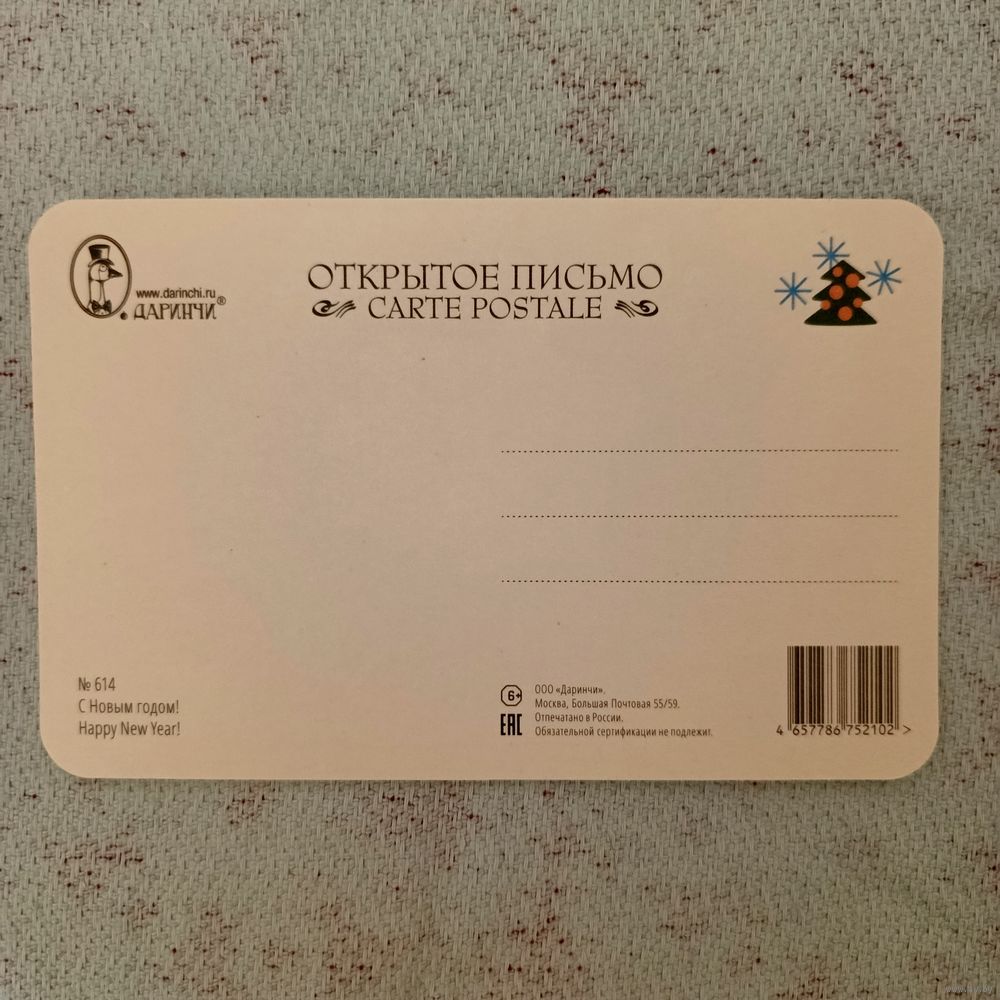 www.darinchi.ru
ДАРИНЧИ®
ОТКРЫТОЕ ПИСЬМО
CARTE POSTALE
№ 614
С Новым годом!
Happy New Year!
6+
EAC
ООО «Даринчи».
Москва, Большая Почтовая 55/59.
Отпечатано в России.
Обязательной сертификации не подлежит.
4 657786 752102 >